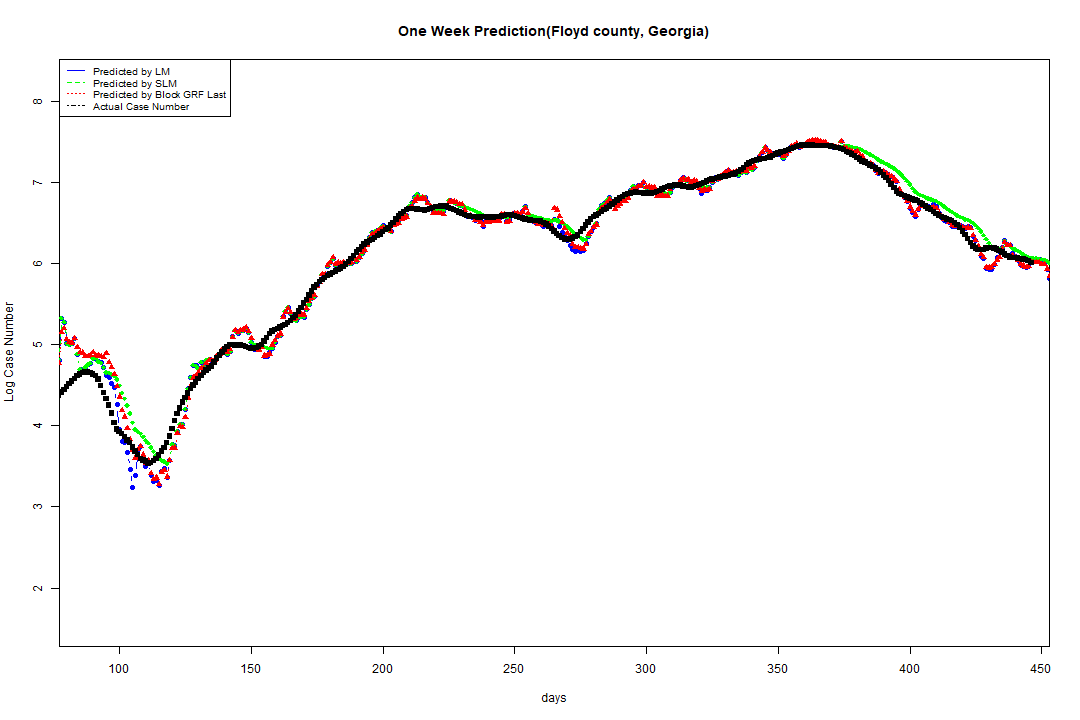 One Week Prediction(Floyd county, Georgia)
Predicted by LM
Predicted by SLM
Predicted by Block GRF Last
Actual Case Number
8
7
6
5
4
3
2
Log Case Number
100 150 200 250 300 350 400 450
days